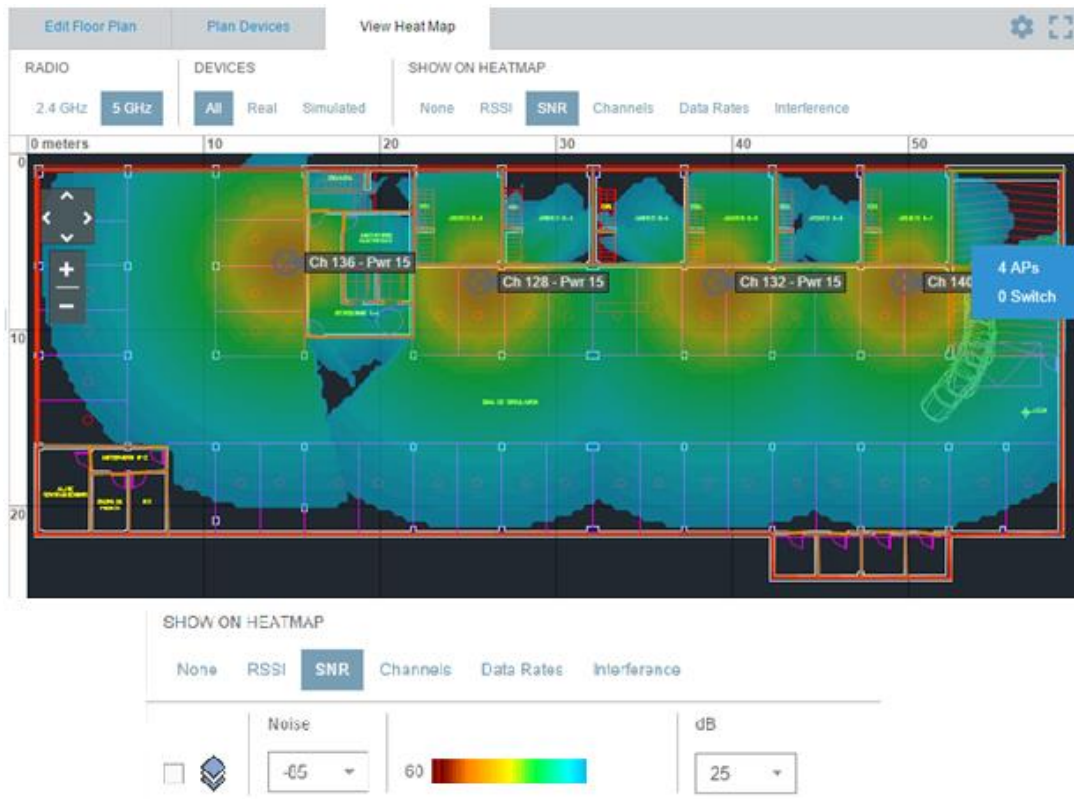 Edit Floor Plan Plan Devices View Heat Map
RADIO DEVICES SHOW ON HEATMAP
2.4 GHz 5 GHz All Real Simulated None RSSI SNR Channels Data Rates Interference
0 meters 10 20 30 40 50
0
Ch 136 - Pwr 15
Ch 128 - Pwr 15
Ch 132 - Pwr 15
Ch 140
4 APs
0 Switch
10
20
SHOW ON HEATMAP
None RSSI SNR Channels Data Rates Interference
Noise dB
60 25